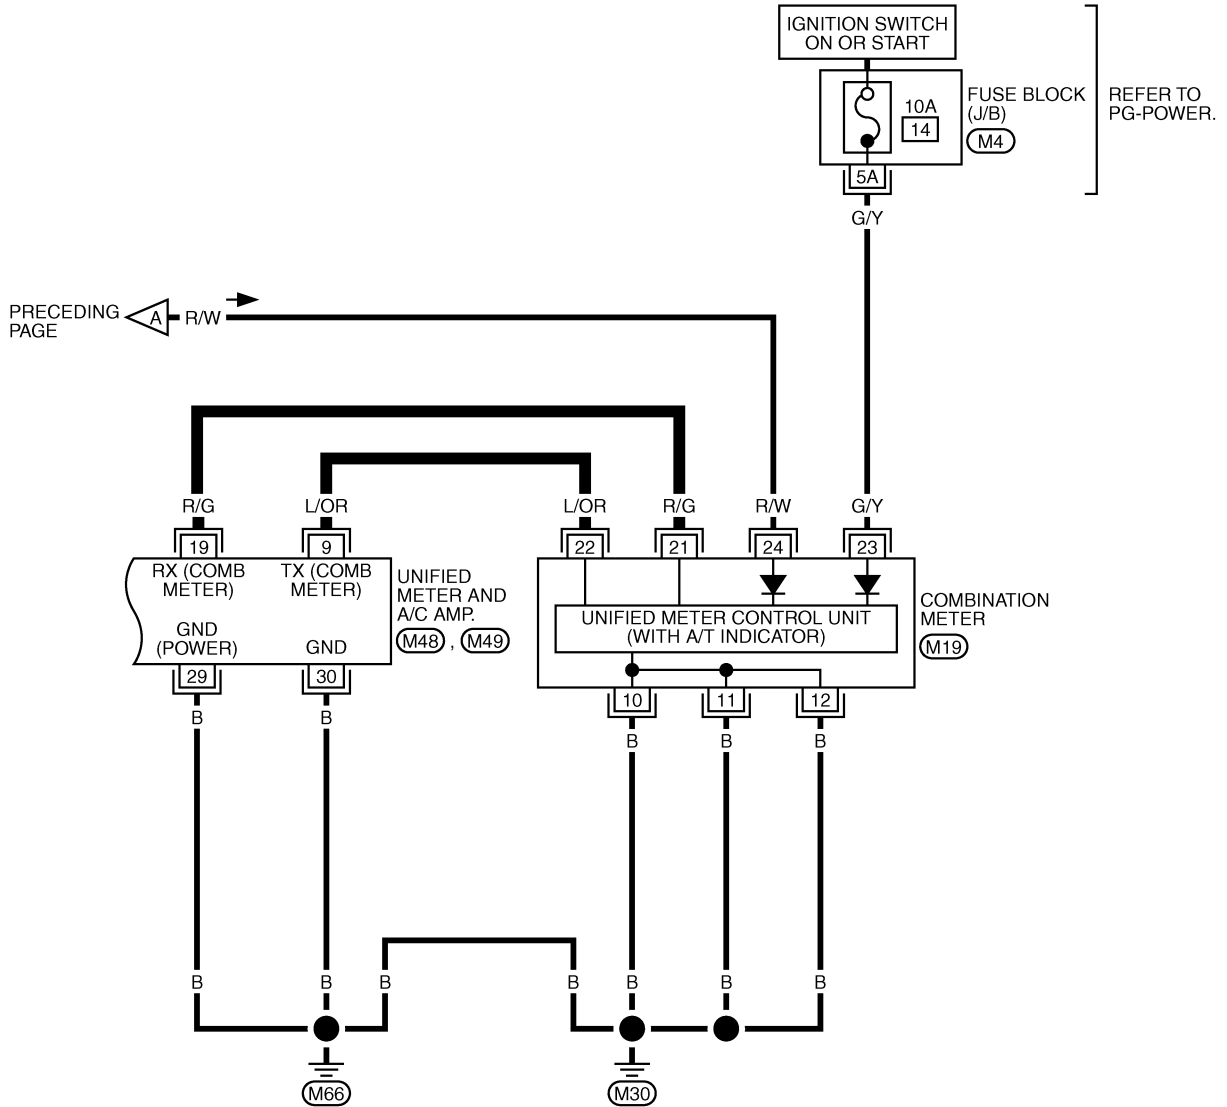 IGNITION SWITCH
ON OR START
FUSE BLOCK
(J/B)
M4
10A
14
5A
REFER TO
PG-POWER.
G/Y
PRECEDING
PAGE
A
R/W
R/G
L/OR
L/OR
R/G
R/W
G/Y
19
9
22
21
24
23
RX (COMB
METER)
TX (COMB
METER)
GND
(POWER)
GND
UNIFIED
METER AND
A/C AMP.
M48 , M49
UNIFIED METER CONTROL UNIT
(WITH A/T INDICATOR)
COMBINATION
METER
M19
29
30
10
11
12
B
B
B
B
B
B
B
B
B
B
B
B
M66
M30